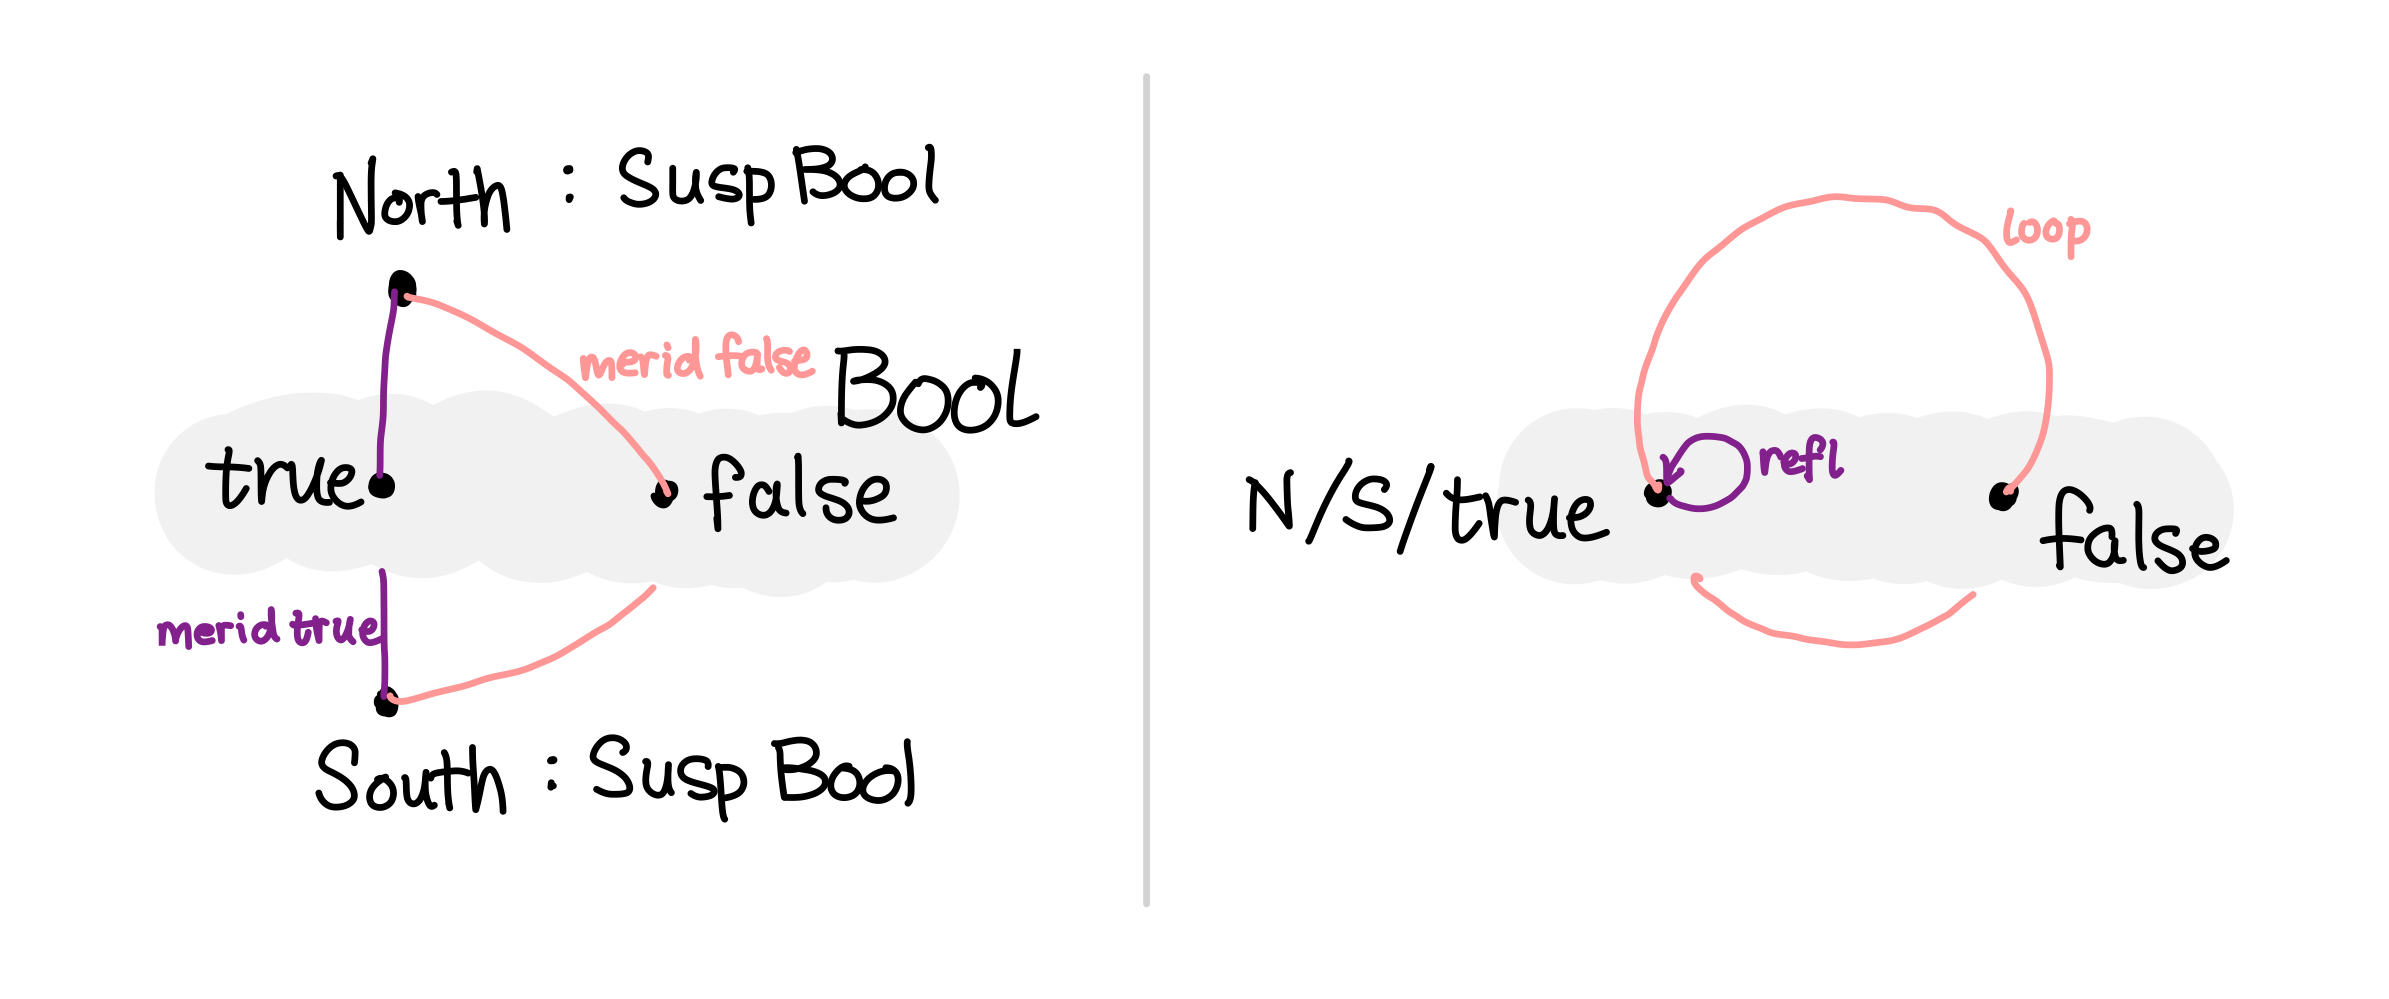 North : Susp Bool
merid false
Bool
true
false
merid true
South : Susp Bool
loop
refl
N/S/true
false